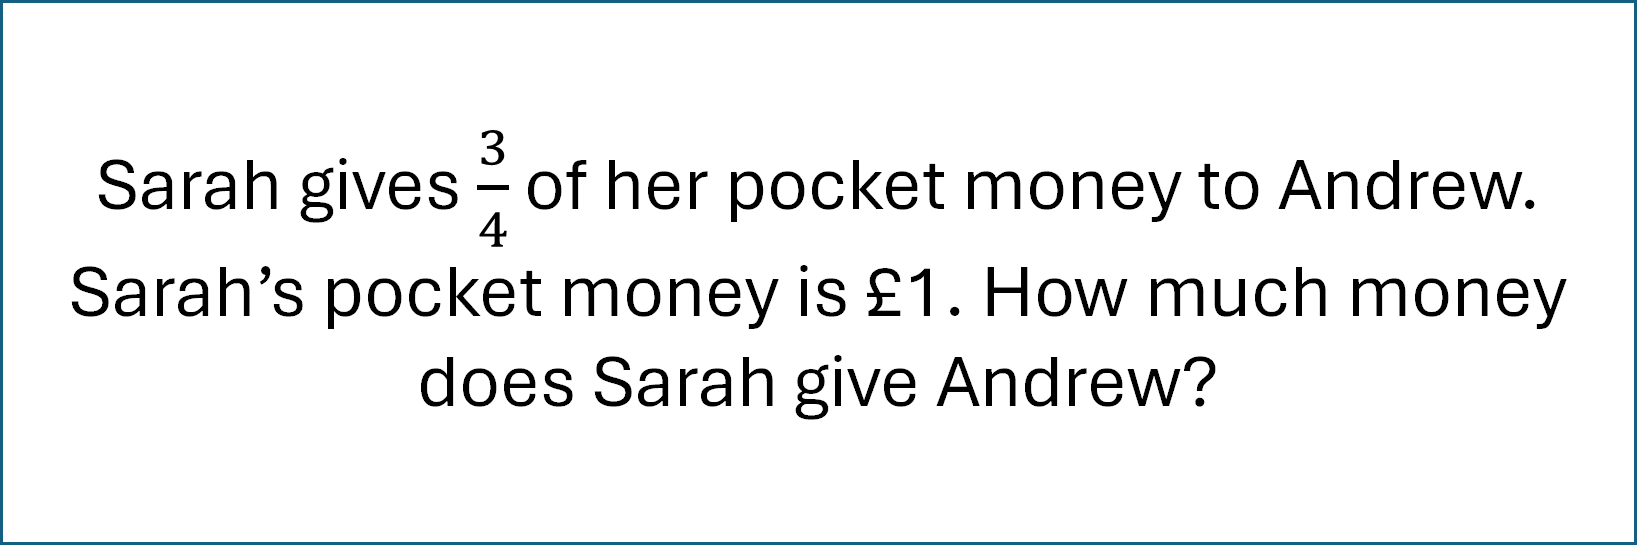 Sarah gives 3/4 of her pocket money to Andrew.
Sarah’s pocket money is £1. How much money
does Sarah give Andrew?